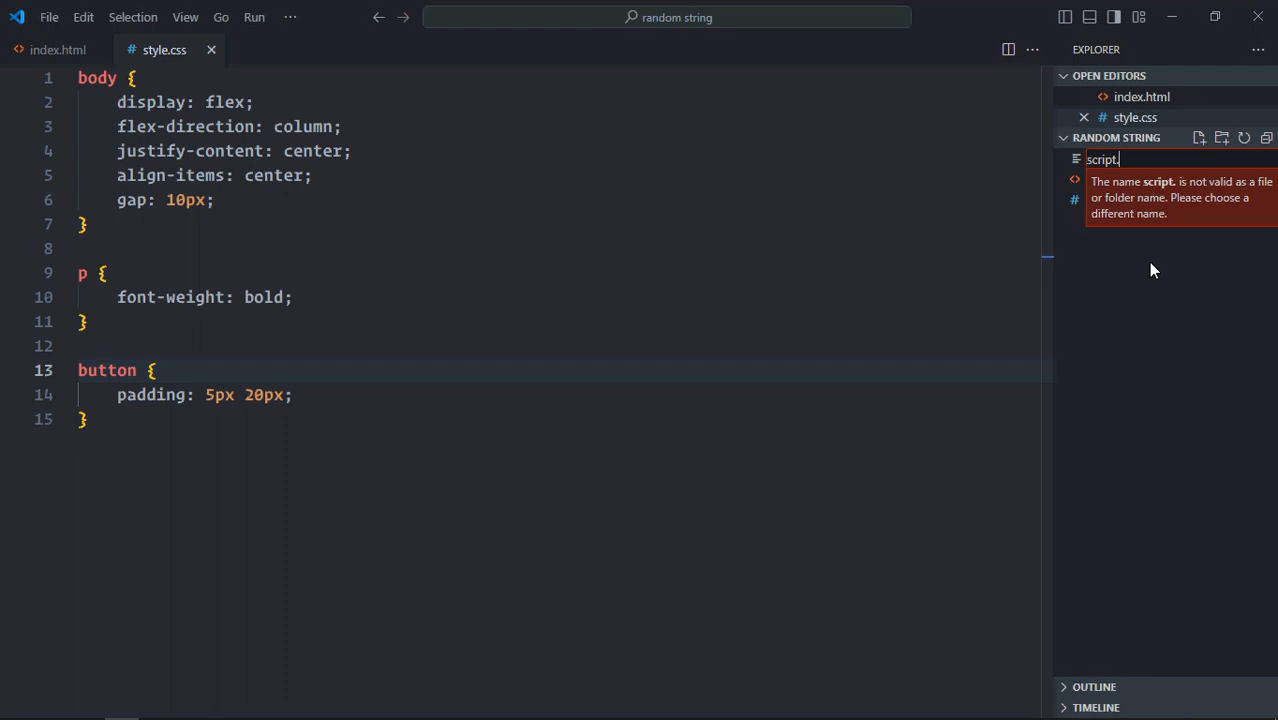 File Edit Selection View Go Run ···
random string
index.html
# style.css
EXPLORER
1 body {
2 display: flex;
3 flex-direction: column;
4 justify-content: center;
5 align-items: center;
6 gap: 10px;
7 }
8
9 p {
10 font-weight: bold;
11 }
12
13 button {
14 padding: 5px 20px;
15 }
OPEN EDITORS
index.html
# style.css
RANDOM STRING
script.
#
The name script. is not valid as a file
or folder name. Please choose a
different name.
OUTLINE
TIMELINE